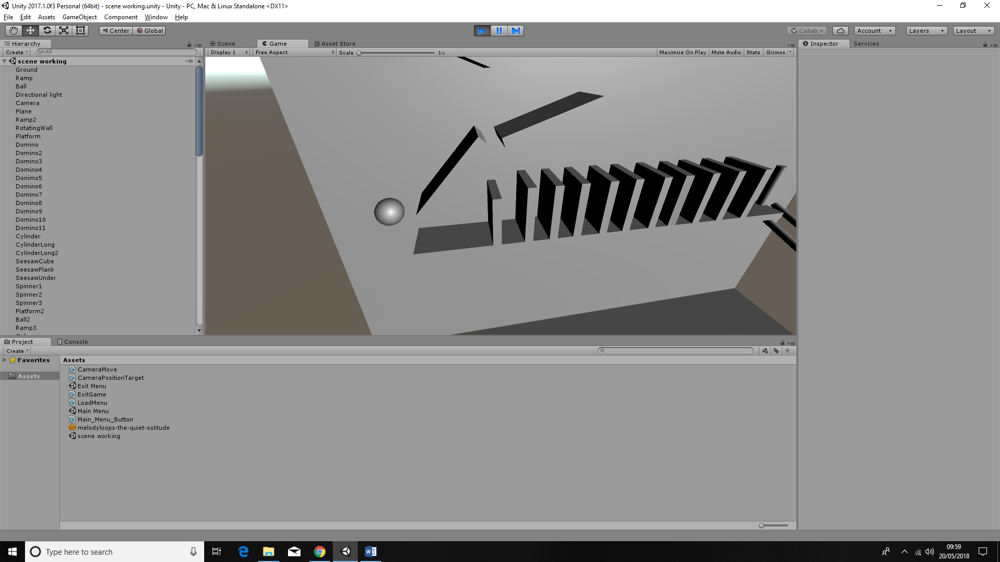 Unity 2017.1.0f3 Personal (64bit) - scene working.unity - Unity - PC, Mac & Linux Standalone <DX11>
File Edit Assets GameObject Component Window Help
Center Global Collab Account Layers Layout
Hierarchy
Create All
scene working
Ground
Ramp
Ball
Directional light
Camera
Plane
Ramp2
RotatingWall
Platform
Domino
Domino2
Domino3
Domino4
Donimo5
Domino6
Domino7
Domino8
Domino9
Domino10
Domino11
Cylinder
CylinderLong
CylinderLong2
SeesawCube
SeesawPlank
SeesawUnder
Spinner1
Spinner2
Spinner3
Platform2
Ball2
Ramp3
Scene Game Asset Store
Display 1 Free Aspect Scale 1x Maximize On Play Mute Audio Stats Gizmos
Inspector Services
Project Console
Create
Favorites
Assets
Assets
CameraMove
CameraPositionTarget
Exit Menu
ExitGame
LoadMenu
Main Menu
Main_Menu_Button
melodyloops-the-quiet-solitude
scene working
Type here to search
09:59
20/05/2018